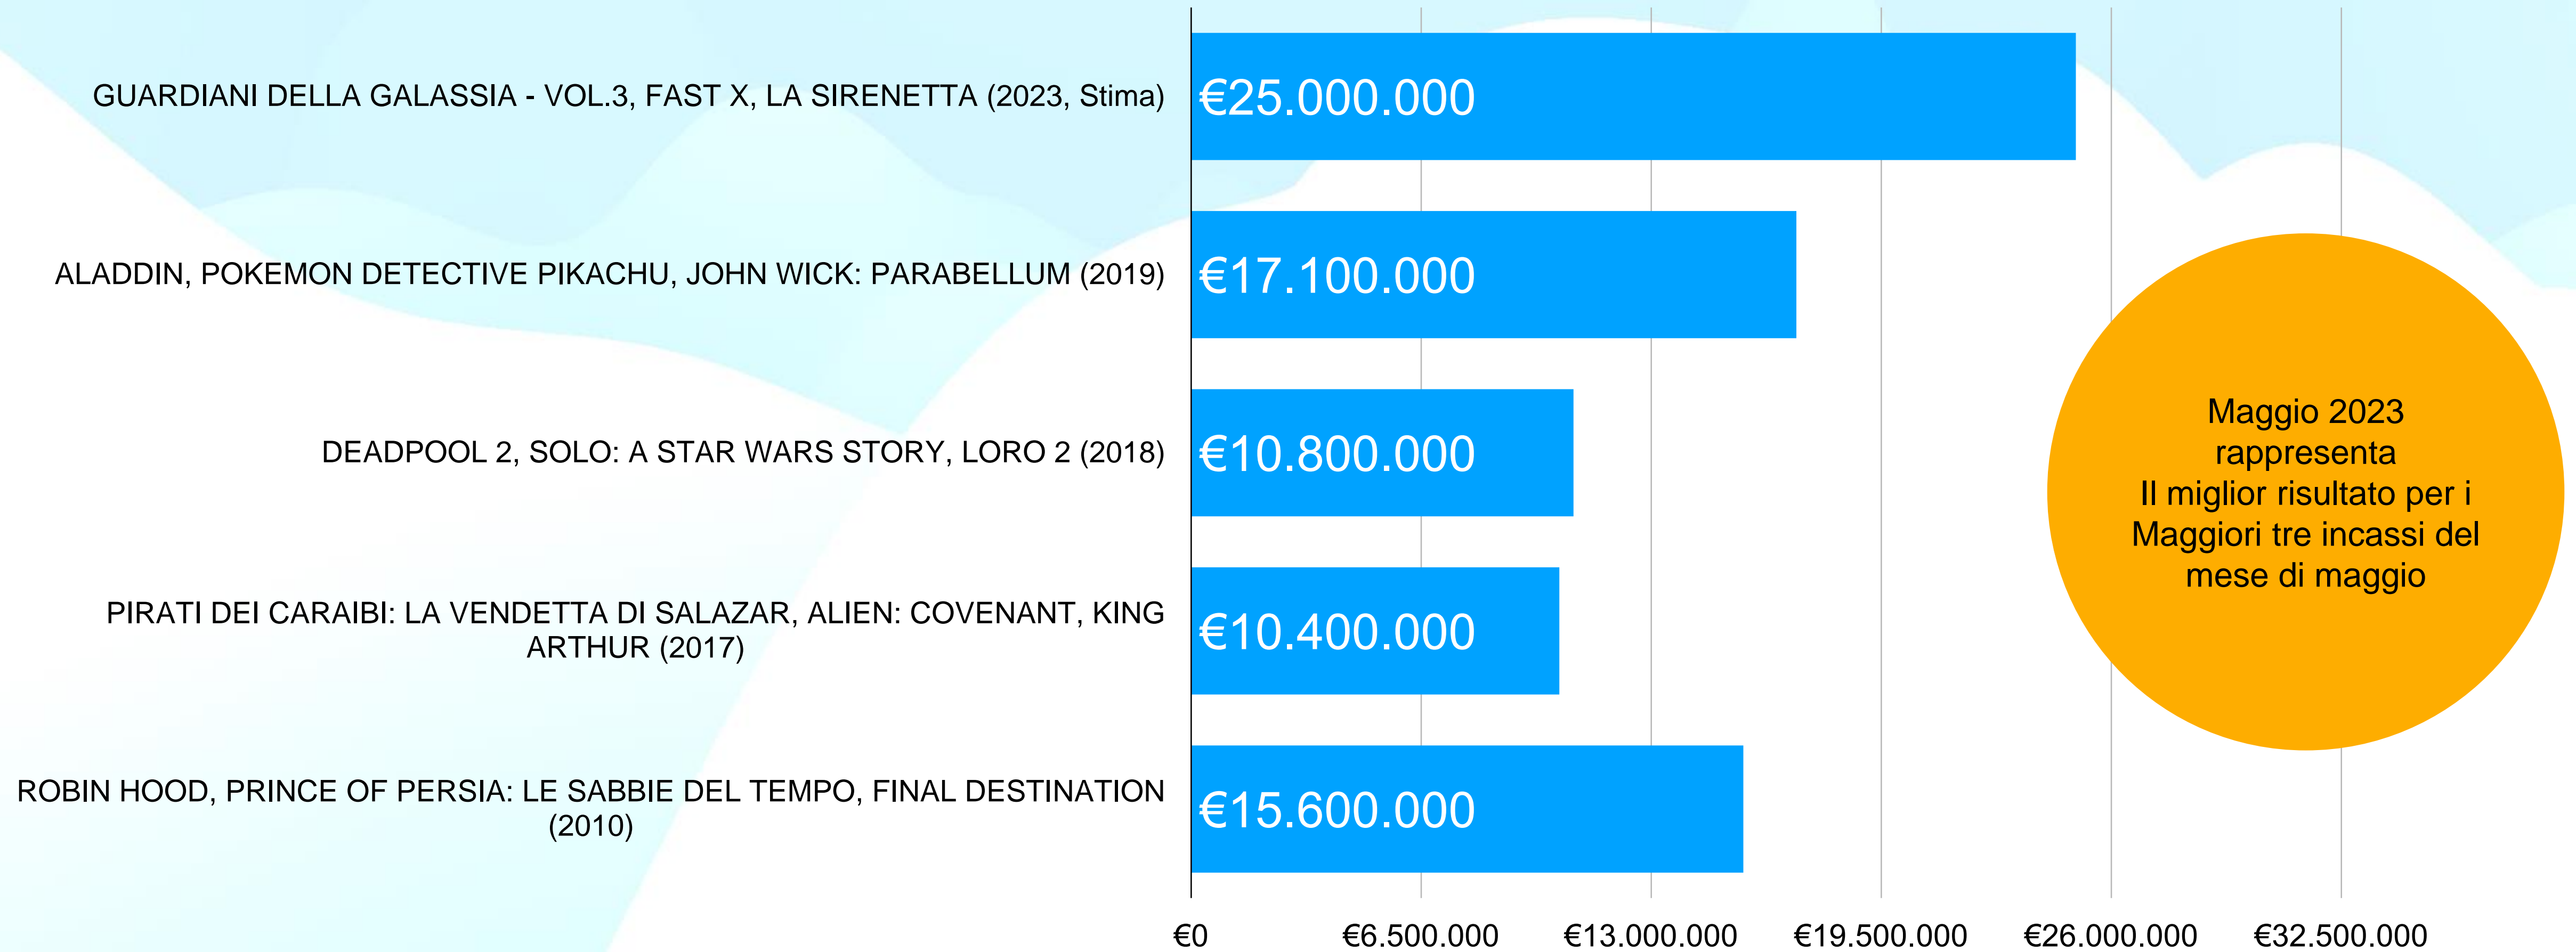 GUARDIANI DELLA GALASSIA - VOL.3, FAST X, LA SIRENETTA (2023, Stima)
€25.000.000
ALADDIN, POKEMON DETECTIVE PIKACHU, JOHN WICK: PARABELLUM (2019)
€17.100.000
DEADPOOL 2, SOLO: A STAR WARS STORY, LORO 2 (2018)
€10.800.000
PIRATI DEI CARAIBI: LA VENDETTA DI SALAZAR, ALIEN: COVENANT, KING
ARTHUR (2017)
€10.400.000
ROBIN HOOD, PRINCE OF PERSIA: LE SABBIE DEL TEMPO, FINAL DESTINATION
(2010)
€15.600.000
Maggio 2023
rappresenta
Il miglior risultato per i
Maggiori tre incassi del
mese di maggio
€0 €6.500.000 €13.000.000 €19.500.000 €26.000.000 €32.500.000